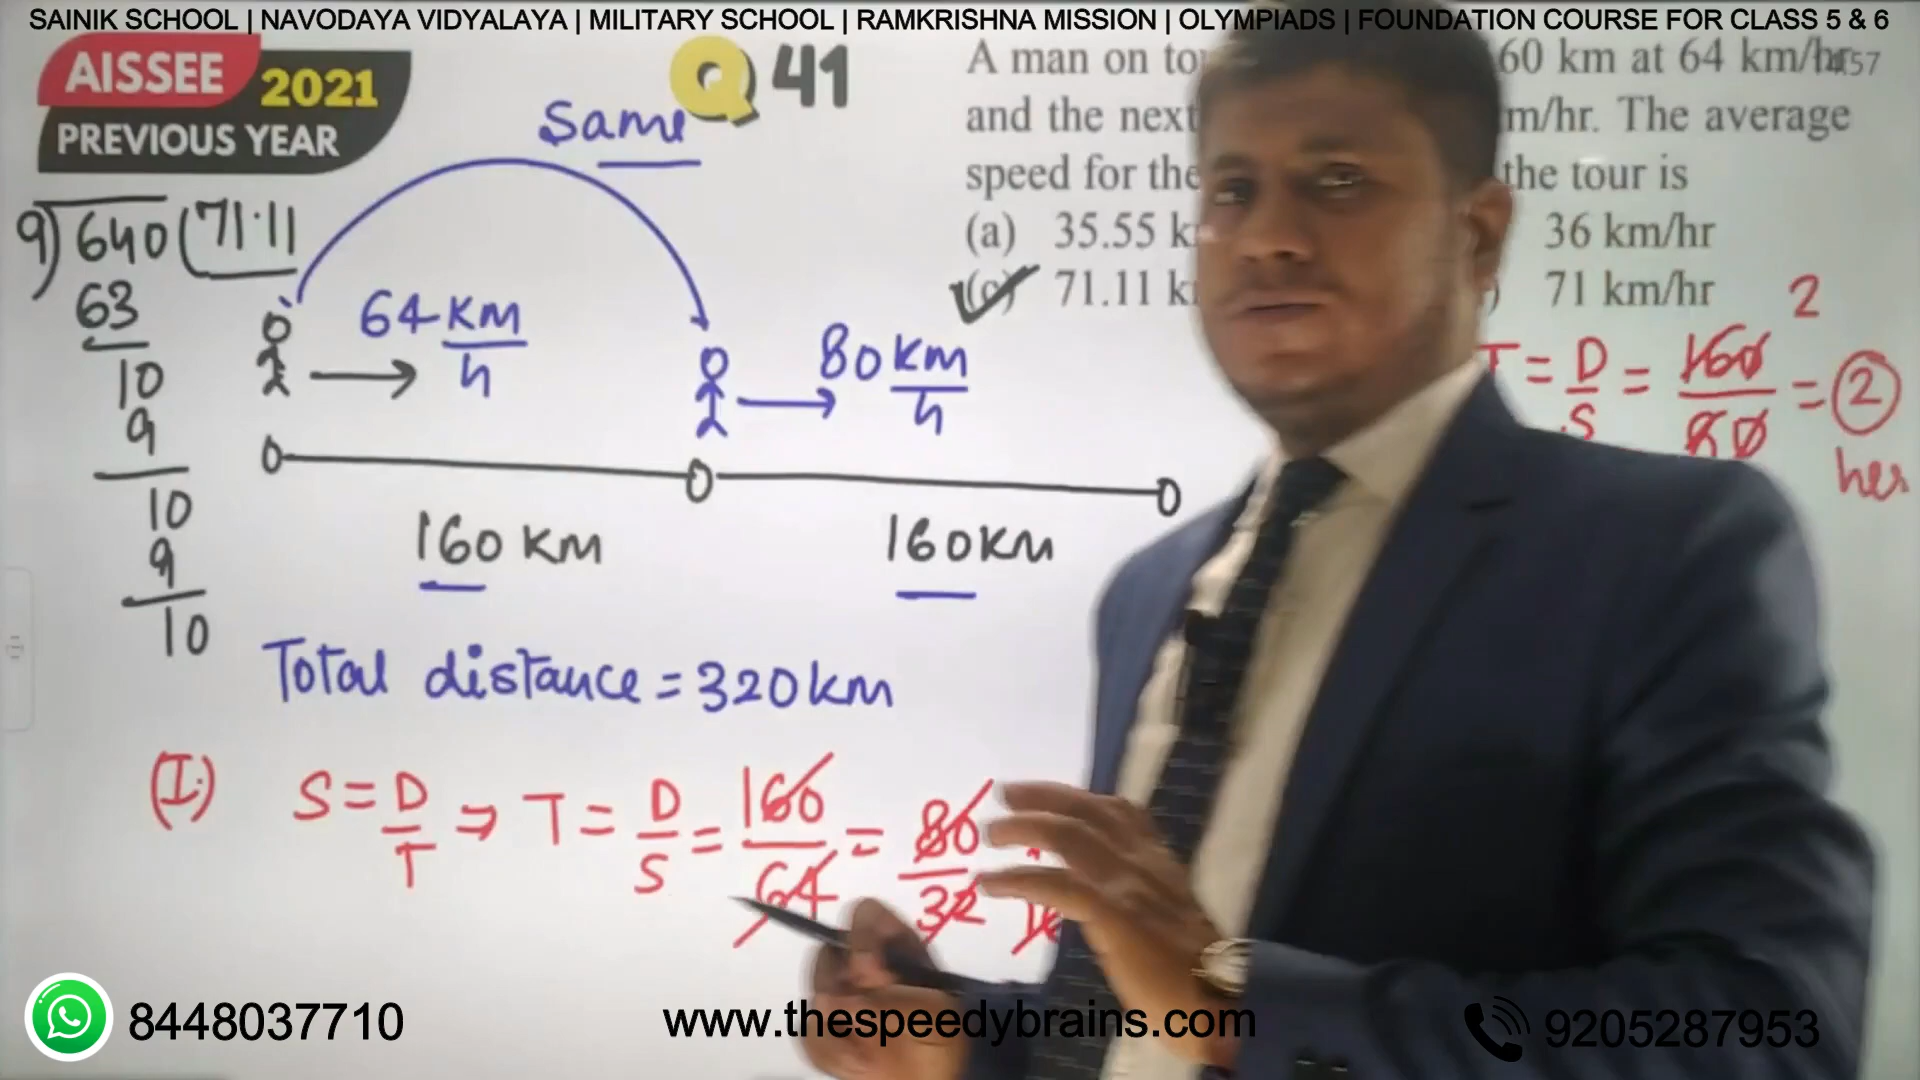 SAINIK SCHOOL | NAVODAYA VIDYALAYA | MILITARY SCHOOL | RAMKRISHNA MISSION | OLYMPIADS | FOUNDATION COURSE FOR CLASS 5 & 6
AISSEE 2021
PREVIOUS YEAR
Q 41
A man on 60 km at 64 km/hr
and the next m/hr. The average
speed for the the tour is
(a) 35.55 36 km/hr
(c) 71.11 71 km/hr
Same
9)640(71.11
63
10
9
10
9
10
64 km/h
80 km/h
160 km
160 km
Total distance = 320 km
(I.) S = D/T ⇒ T = D/S = 160/64 = 80/32
= D/S = 160/80 = 2
2
8448037710
www.thespeedybrains.com
9205287953